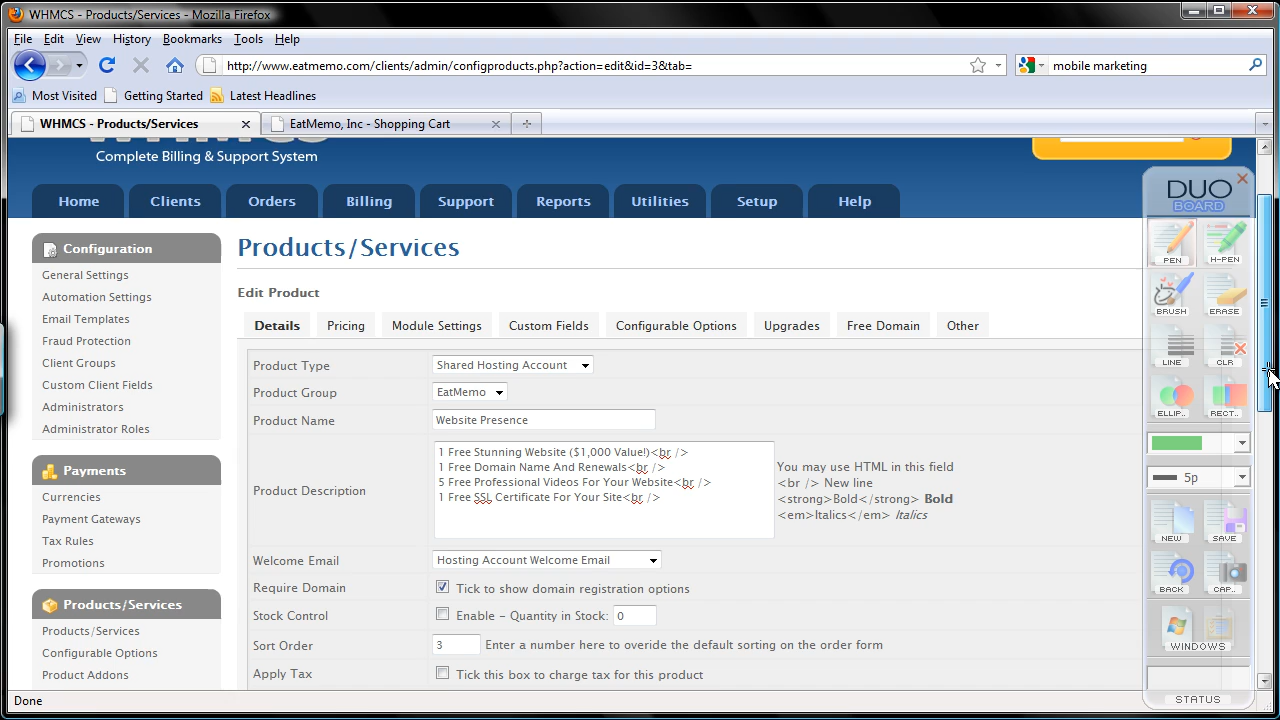 WHMCS - Products/Services - Mozilla Firefox
File Edit View History Bookmarks Tools Help
http://www.eatmemo.com/clients/admin/configproducts.php?action=edit&id=3&tab=
mobile marketing
Most Visited Getting Started Latest Headlines
WHMCS - Products/Services
EatMemo, Inc - Shopping Cart
WHMCS
Complete Billing & Support System
Home Clients Orders Billing Support Reports Utilities Setup Help
Configuration
General Settings
Automation Settings
Email Templates
Fraud Protection
Client Groups
Custom Client Fields
Administrators
Administrator Roles
Payments
Currencies
Payment Gateways
Tax Rules
Promotions
Products/Services
Products/Services
Configurable Options
Product Addons
Products/Services
Edit Product
Details Pricing Module Settings Custom Fields Configurable Options Upgrades Free Domain Other
Product Type Shared Hosting Account
Product Group EatMemo
Product Name Website Presence
Product Description
1 Free Stunning Website ($1,000 Value!)<br />
1 Free Domain Name And Renewals<br />
5 Free Professional Videos For Your Website<br />
1 Free SSL Certificate For Your Site<br />
You may use HTML in this field
<br /> New line
<strong>Bold</strong> Bold
<em>Italics</em> Italics
Welcome Email Hosting Account Welcome Email
Require Domain Tick to show domain registration options
Stock Control Enable - Quantity in Stock: 0
Sort Order 3 Enter a number here to overide the default sorting on the order form
Apply Tax Tick this box to charge tax for this product
DUO
BOARD
PEN H-PEN
BRUSH ERASE
LINE CLR
ELLIP.. RECT..
5p
NEW SAVE
BACK CAP..
WINDOWS
STATUS
Done